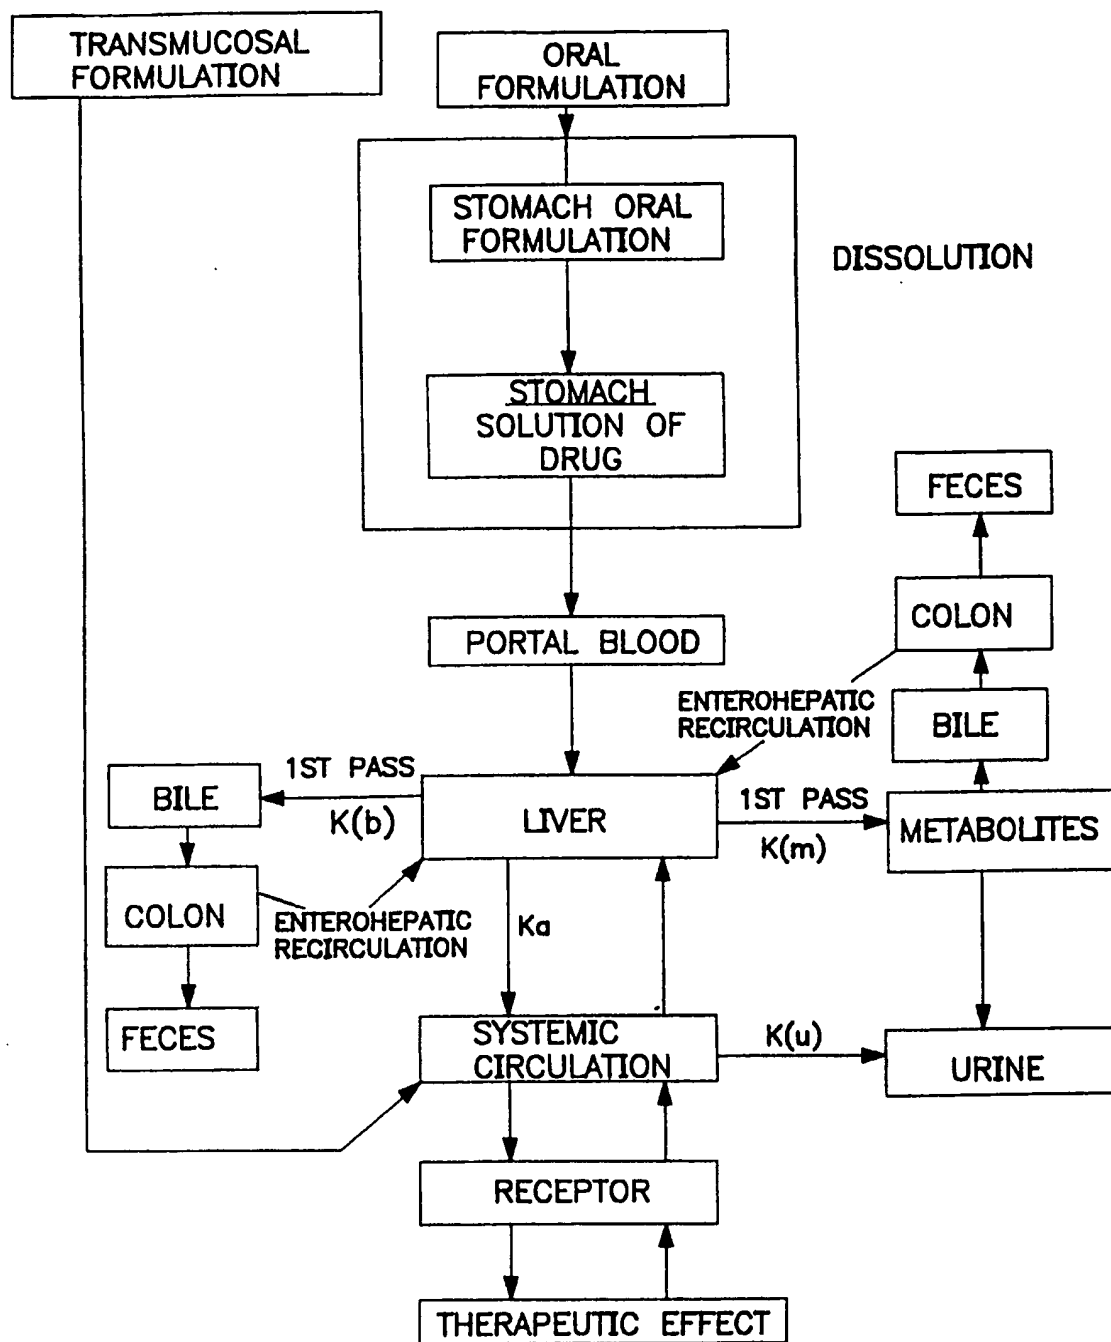 TRANSMUCOSAL
FORMULATION
ORAL
FORMULATION
STOMACH ORAL
FORMULATION
DISSOLUTION
STOMACH
SOLUTION OF
DRUG
FECES
COLON
PORTAL BLOOD
ENTEROHEPATIC
RECIRCULATION
BILE
1ST PASS
BILE
K(b)
LIVER
1ST PASS
K(m)
METABOLITES
COLON
ENTEROHEPATIC
RECIRCULATION
Ka
FECES
SYSTEMIC
CIRCULATION
K(u)
URINE
RECEPTOR
THERAPEUTIC EFFECT